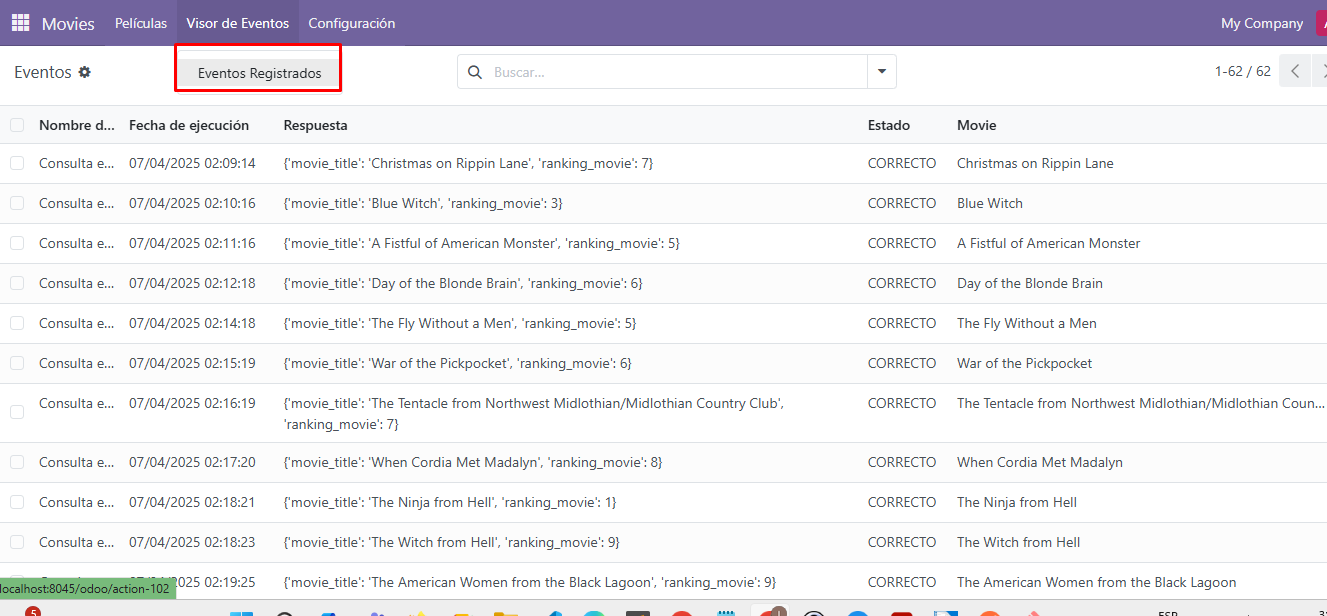 Movies Películas Visor de Eventos Configuración My Company
Eventos Eventos Registrados Buscar... 1-62 / 62
Nombre d... Fecha de ejecución Respuesta Estado Movie
Consulta e... 07/04/2025 02:09:14 {'movie_title': 'Christmas on Rippin Lane', 'ranking_movie': 7} CORRECTO Christmas on Rippin Lane
Consulta e... 07/04/2025 02:10:16 {'movie_title': 'Blue Witch', 'ranking_movie': 3} CORRECTO Blue Witch
Consulta e... 07/04/2025 02:11:16 {'movie_title': 'A Fistful of American Monster', 'ranking_movie': 5} CORRECTO A Fistful of American Monster
Consulta e... 07/04/2025 02:12:18 {'movie_title': 'Day of the Blonde Brain', 'ranking_movie': 6} CORRECTO Day of the Blonde Brain
Consulta e... 07/04/2025 02:14:18 {'movie_title': 'The Fly Without a Men', 'ranking_movie': 5} CORRECTO The Fly Without a Men
Consulta e... 07/04/2025 02:15:19 {'movie_title': 'War of the Pickpocket', 'ranking_movie': 6} CORRECTO War of the Pickpocket
Consulta e... 07/04/2025 02:16:19 {'movie_title': 'The Tentacle from Northwest Midlothian/Midlothian Country Club', CORRECTO The Tentacle from Northwest Midlothian/Midlothian Coun...
'ranking_movie': 7}
Consulta e... 07/04/2025 02:17:20 {'movie_title': 'When Cordia Met Madalyn', 'ranking_movie': 8} CORRECTO When Cordia Met Madalyn
Consulta e... 07/04/2025 02:18:21 {'movie_title': 'The Ninja from Hell', 'ranking_movie': 1} CORRECTO The Ninja from Hell
Consulta e... 07/04/2025 02:18:23 {'movie_title': 'The Witch from Hell', 'ranking_movie': 9} CORRECTO The Witch from Hell
02:19:25 {'movie_title': 'The American Women from the Black Lagoon', 'ranking_movie': 9} CORRECTO The American Women from the Black Lagoon
localhost:8045/odoo/action-102
5 ESP